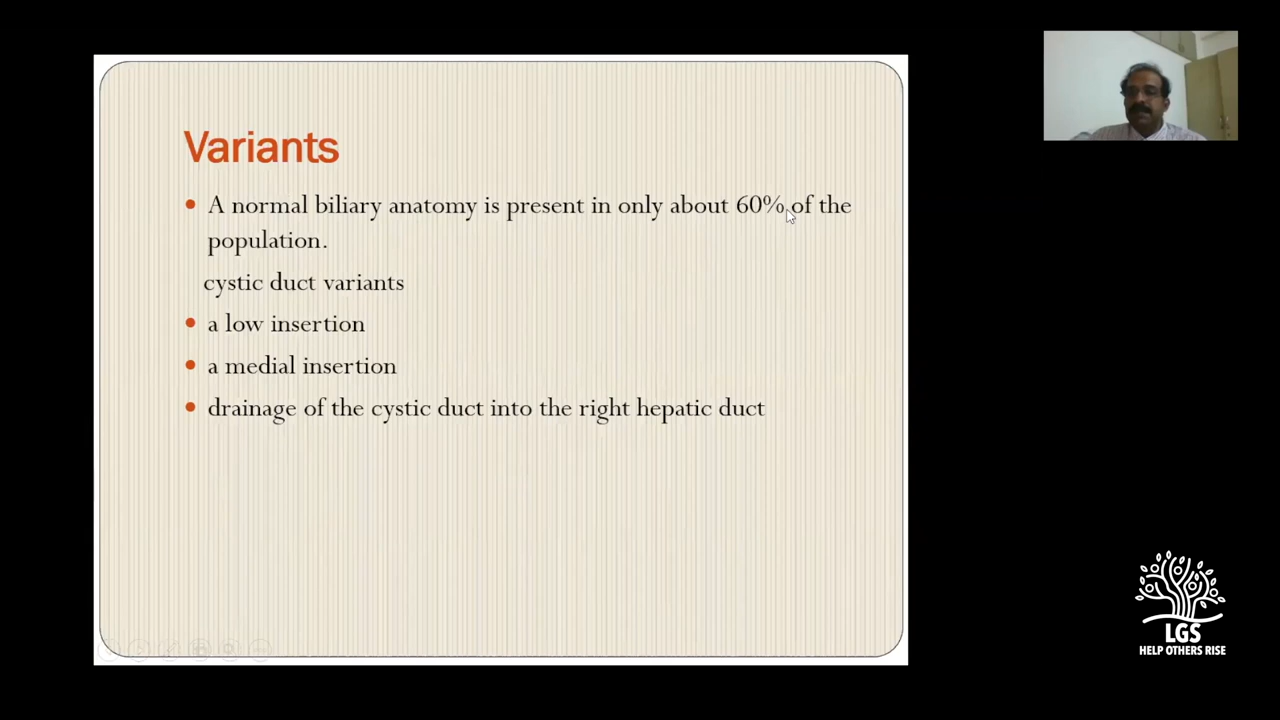 Variants
A normal biliary anatomy is present in only about 60% of the
population.
cystic duct variants
a low insertion
a medial insertion
drainage of the cystic duct into the right hepatic duct
LGS
HELP OTHERS RISE